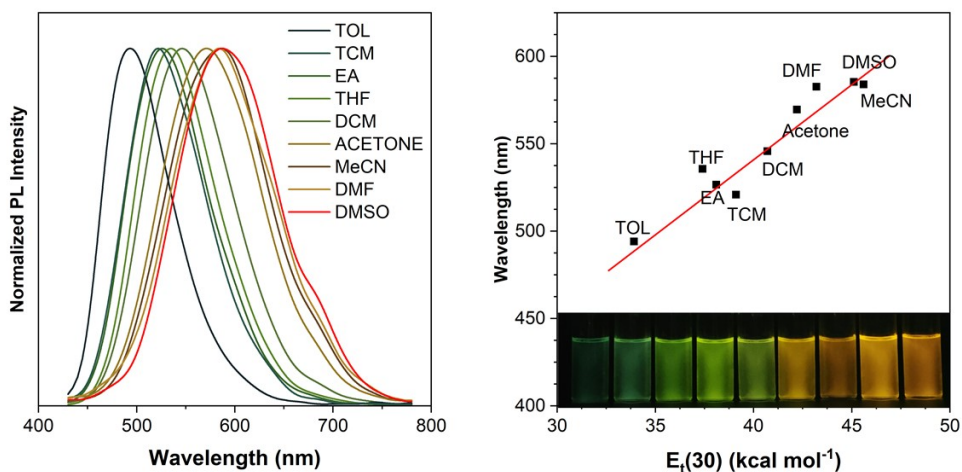 Normalized PL Intensity
TOL
TCM
EA
THF
DCM
ACETONE
MeCN
DMF
DMSO
400 500 600 700 800
Wavelength (nm)
Wavelength (nm)
600
550
500
450
400
DMSO
DMF
MeCN
Acetone
THF
DCM
EA
TCM
TOL
30 35 40 45 50
Eₜ(30) (kcal mol⁻¹)